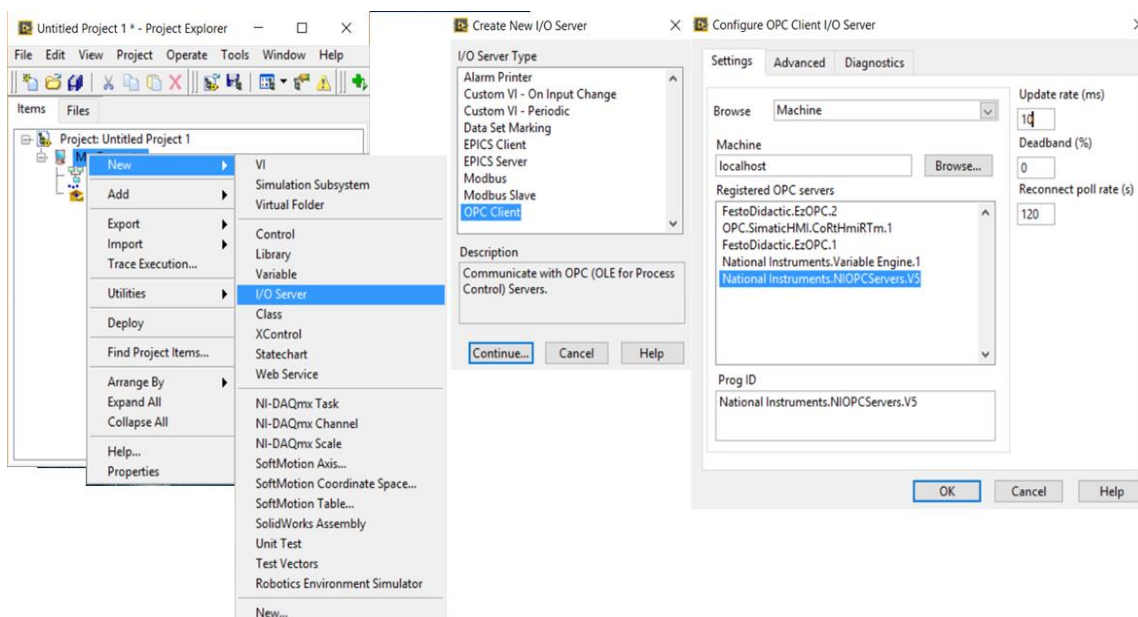 Untitled Project 1 * - Project Explorer
File Edit View Project Operate Tools Window Help
Items Files
Project: Untitled Project 1
New
Add
Export
Import
Trace Execution...
Utilities
Deploy
Find Project Items...
Arrange By
Expand All
Collapse All
Help...
Properties
VI
Simulation Subsystem
Virtual Folder
Control
Library
Variable
I/O Server
Class
XControl
Statechart
Web Service
NI-DAQmx Task
NI-DAQmx Channel
NI-DAQmx Scale
SoftMotion Axis...
SoftMotion Coordinate Space...
SoftMotion Table...
SolidWorks Assembly
Unit Test
Test Vectors
Robotics Environment Simulator
New...
Create New I/O Server
I/O Server Type
Alarm Printer
Custom VI - On Input Change
Custom VI - Periodic
Data Set Marking
EPICS Client
EPICS Server
Modbus
Modbus Slave
OPC Client
Description
Communicate with OPC (OLE for Process
Control) Servers.
Continue... Cancel Help
Configure OPC Client I/O Server
Settings Advanced Diagnostics
Browse Machine
Machine
localhost Browse...
Registered OPC servers
FestoDidactic.EzOPC.2
OPC.SimaticHMI.CoRtHmiRTm.1
FestoDidactic.EzOPC.1
National Instruments.Variable Engine.1
National Instruments.NIOPCServers.V5
Prog ID
National Instruments.NIOPCServers.V5
Update rate (ms)
10
Deadband (%)
0
Reconnect poll rate (s)
120
OK Cancel Help